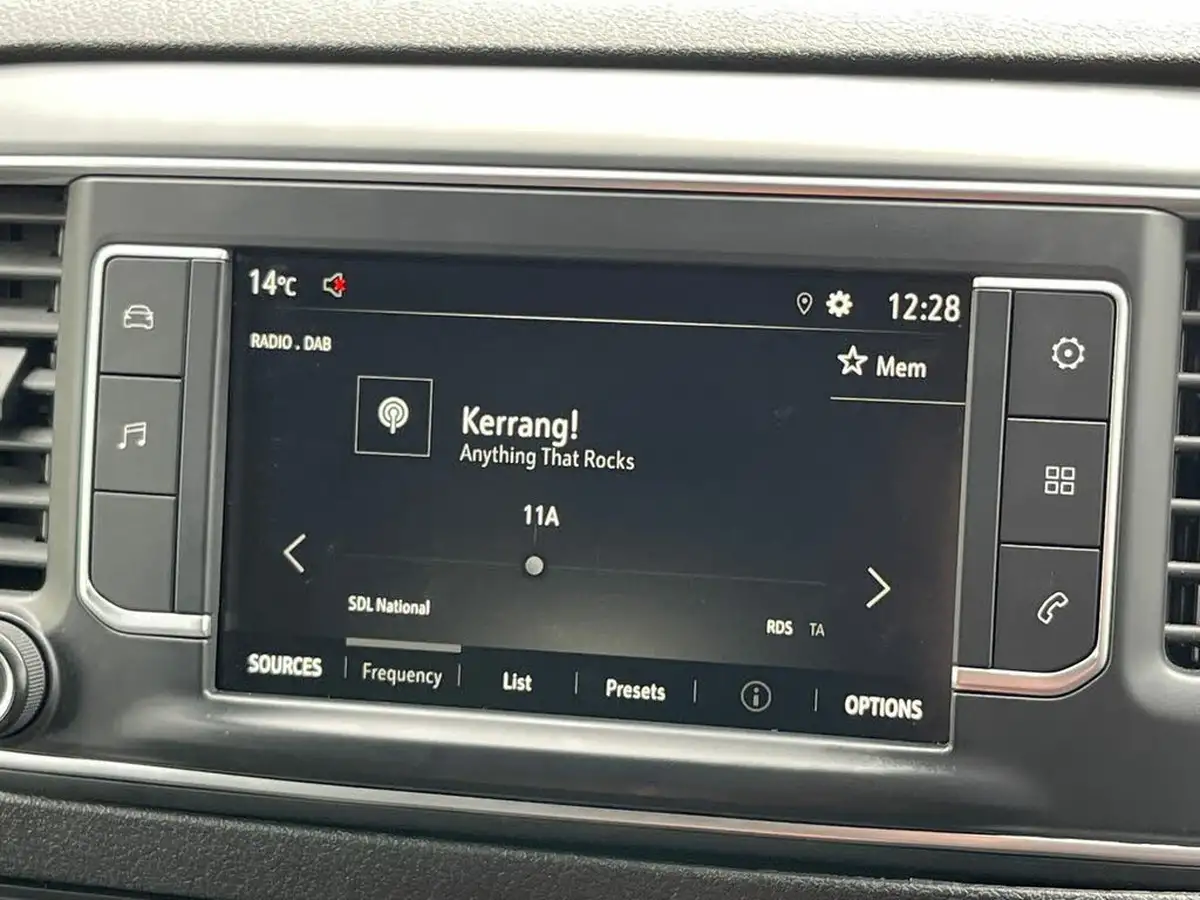 14°C
12:28
RADIO . DAB
Mem
Kerrang!
Anything That Rocks
11A
SDL National
RDS TA
SOURCES Frequency List Presets OPTIONS